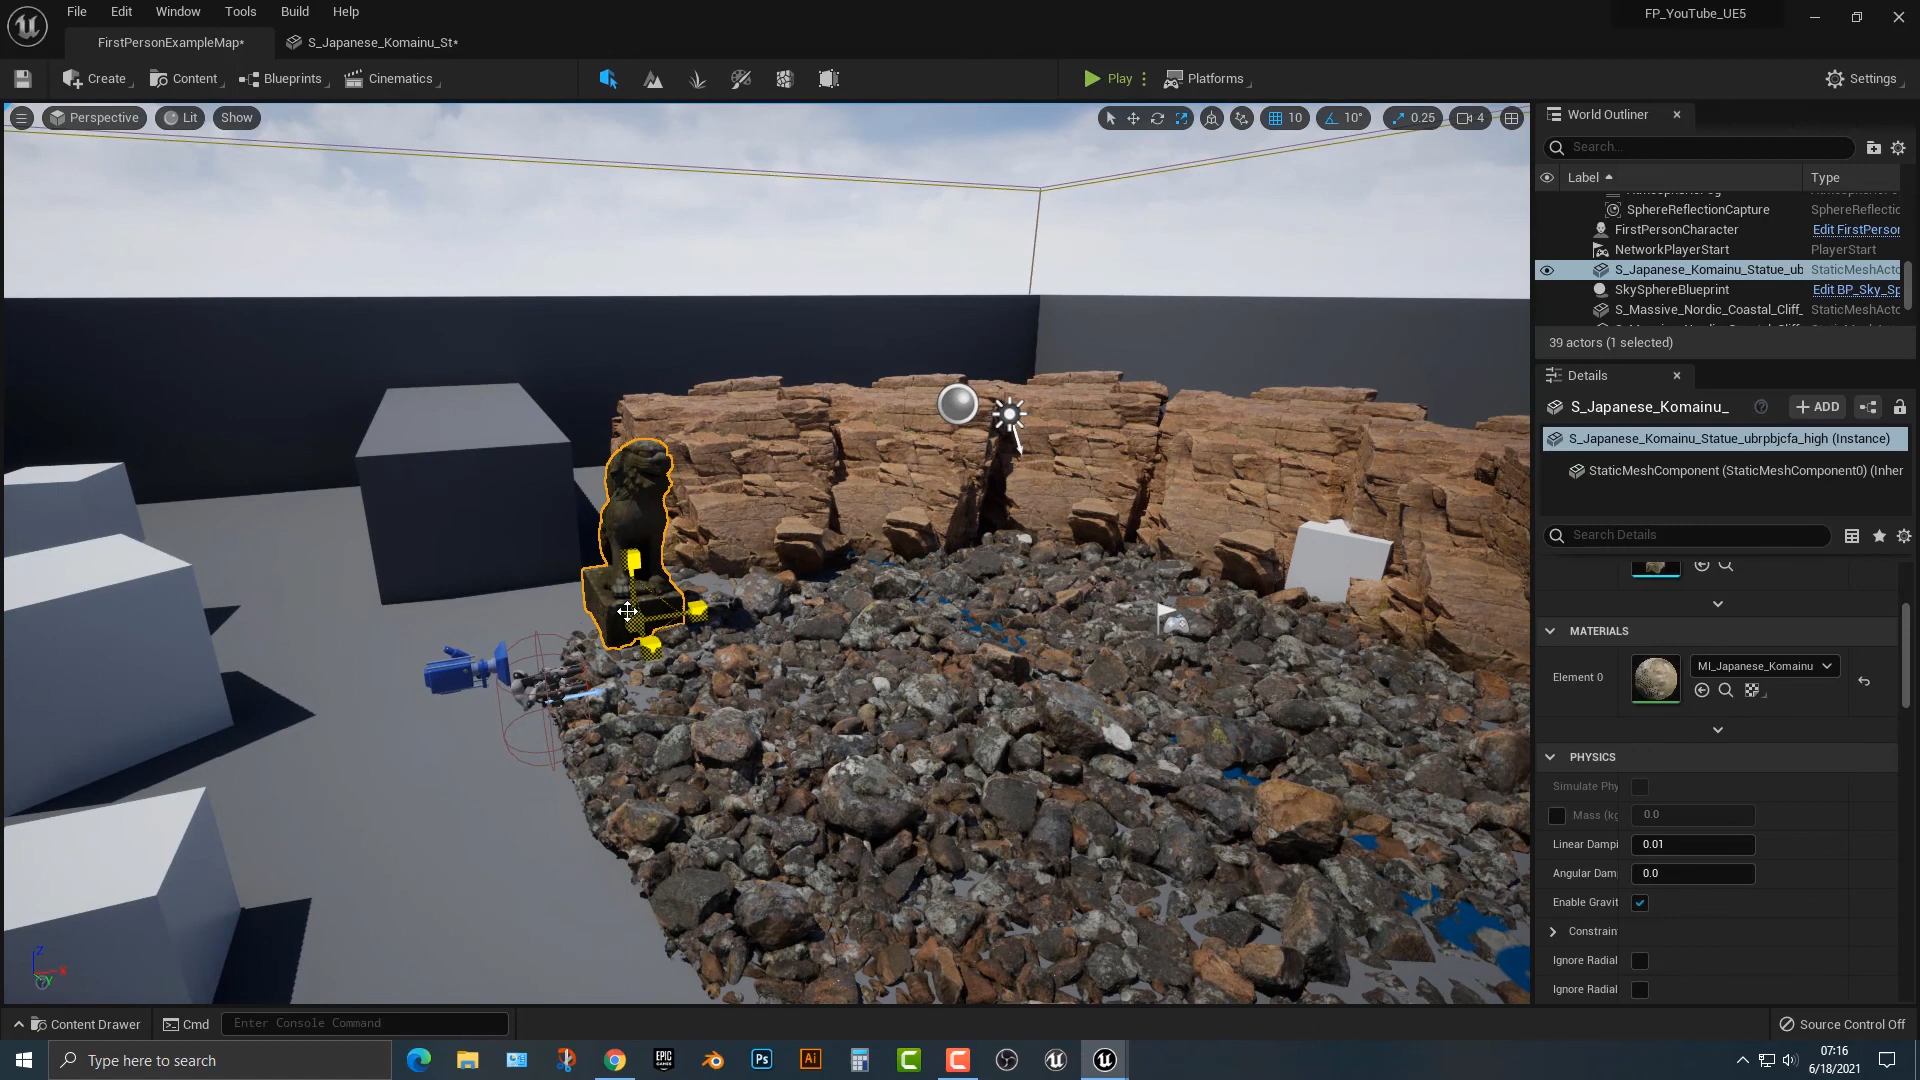 File Edit Window Tools Build Help
FP_YouTube_UE5
FirstPersonExampleMap*
S_Japanese_Komainu_St*
Create
Content
Blueprints
Cinematics
Play
Platforms
Settings
Perspective
Lit
Show
10
10°
0.25
4
World Outliner
Search...
Label
Type
SphereReflectionCapture
SphereReflectic
FirstPersonCharacter
Edit FirstPerson
NetworkPlayerStart
PlayerStart
S_Japanese_Komainu_Statue_ub
StaticMeshActo
SkySphereBlueprint
Edit BP_Sky_Sp
S_Massive_Nordic_Coastal_Cliff_
StaticMeshActo
39 actors (1 selected)
Details
S_Japanese_Komainu_
ADD
S_Japanese_Komainu_Statue_ubrpbjcfa_high (Instance)
StaticMeshComponent (StaticMeshComponent0) (Inher
Search Details
MATERIALS
Element 0
MI_Japanese_Komainu
PHYSICS
Simulate Phy
Mass (kg
0.0
Linear Dampi
0.01
Angular Dam
0.0
Enable Gravit
Constrain
Ignore Radial
Ignore Radial
Z
X
Y
Content Drawer
Cmd
Enter Console Command
Source Control Off
Type here to search
EPIC
GAMES
Ps
Ai
07:16
6/18/2021